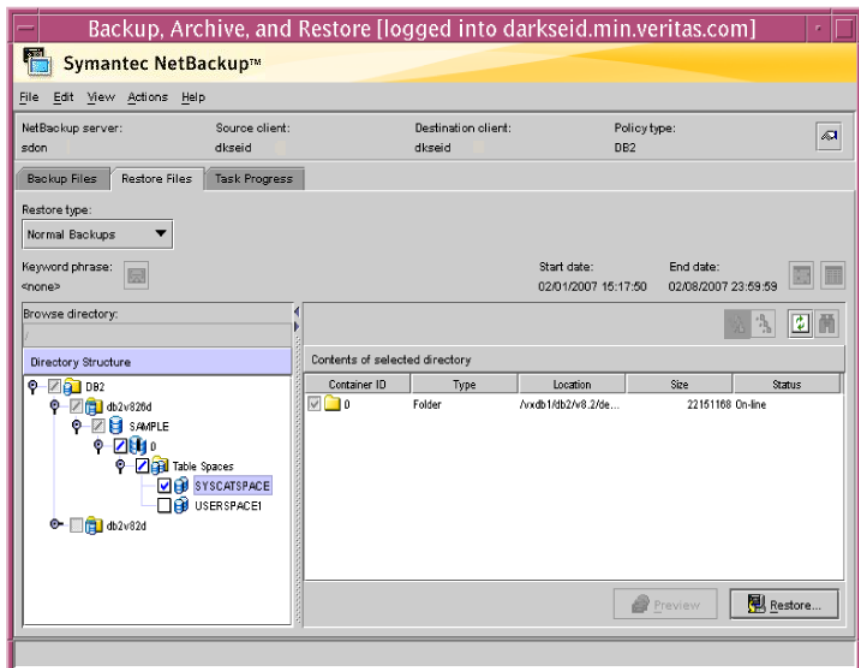 Backup, Archive, and Restore [logged into darkseid.min.veritas.com]
Symantec NetBackup™
File Edit View Actions Help
NetBackup server: Source client: Destination client: Policy type:
sdon dkseid dkseid DB2
Backup Files Restore Files Task Progress
Restore type:
Normal Backups
Keyword phrase: Start date: End date:
<none> 02/01/2007 15:17:50 02/08/2007 23:59:59
Browse directory:
/
Directory Structure Contents of selected directory
Container ID Type Location Size Status
0 Folder /vxdb1/db2/v8.2/de... 22151168 On-line
DB2
db2v826d
SAMPLE
0
Table Spaces
SYSCATSPACE
USERSPACE1
db2v82d
Preview Restore...